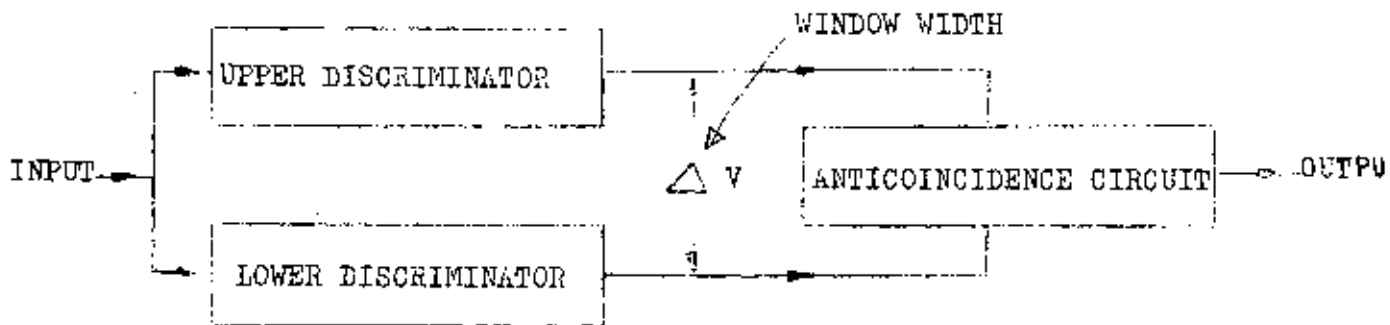 WINDOW WIDTH
UPPER DISCRIMINATOR
INPUT
△ V
ANTICOINCIDENCE CIRCUIT
OUTPU
LOWER DISCRIMINATOR